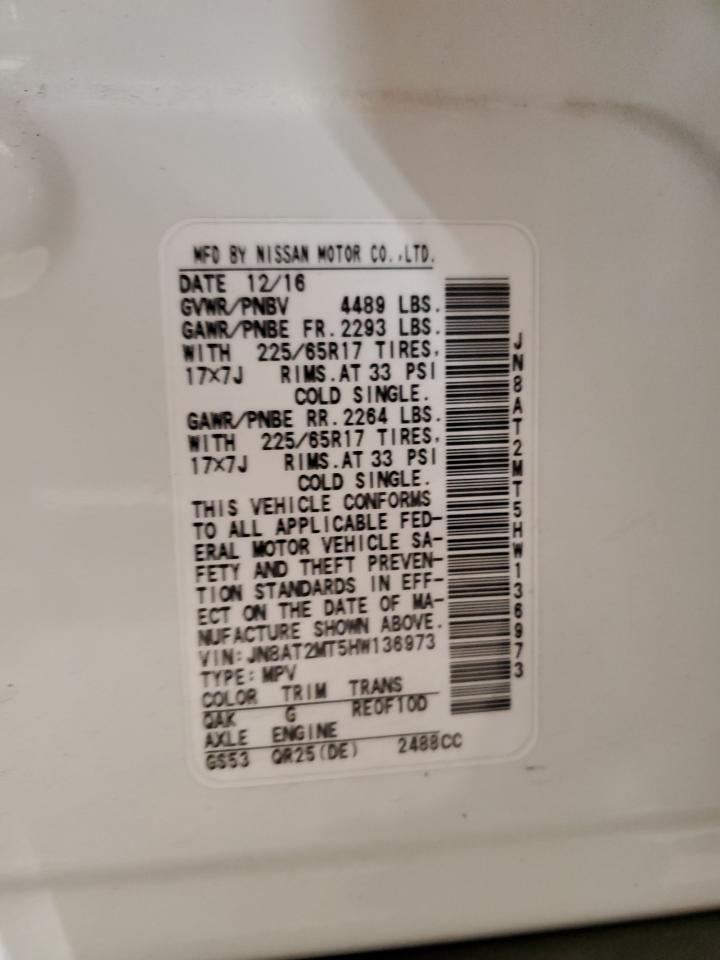 MFD BY NISSAN MOTOR CO.,LTD.
DATE 12/16
GVWR/PNBV 4489 LBS.
GAWR/PNBE FR. 2293 LBS.
WITH 225/65R17 TIRES,
17×7J RIMS.AT 33 PSI
COLD SINGLE.
GAWR/PNBE RR. 2264 LBS.
WITH 225/65R17 TIRES,
17×7J RIMS.AT 33 PSI
COLD SINGLE.
THIS VEHICLE CONFORMS
TO ALL APPLICABLE FED-
ERAL MOTOR VEHICLE SA-
FETY AND THEFT PREVEN-
TION STANDARDS IN EFF-
ECT ON THE DATE OF MA-
NUFACTURE SHOWN ABOVE.
VIN: JN8AT2MT5HW136973
TYPE: MPV
COLOR TRIM TRANS
QAK G RE0F10D
AXLE ENGINE
GS53 QR25(DE) 2488CC
JN8AT2MT5HW136973